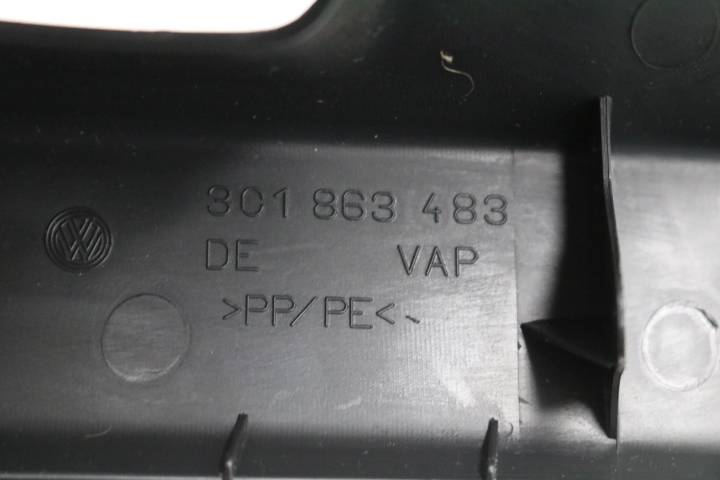 3C1 863 483
DE VAP
>PP/PE<